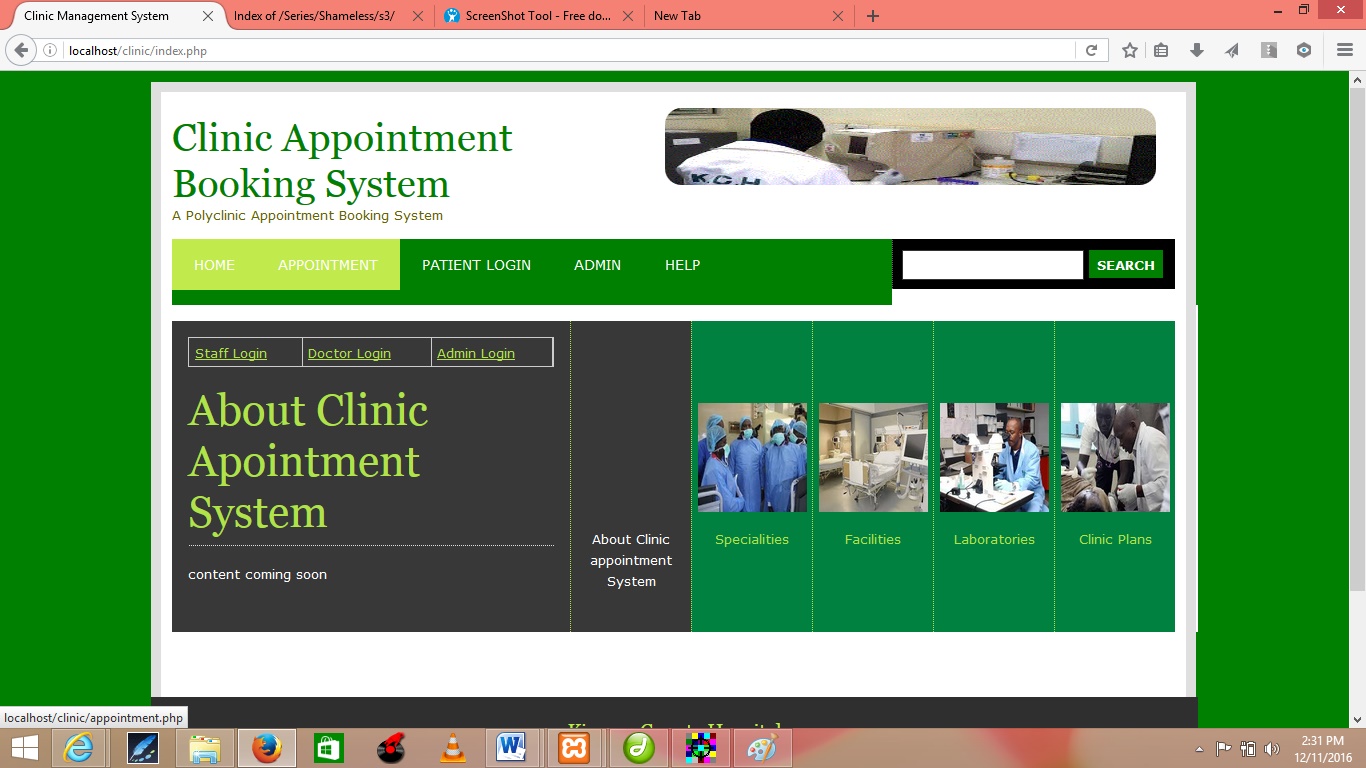 Clinic Management System
Index of /Series/Shameless/s3/
ScreenShot Tool - Free do...
New Tab
localhost/clinic/index.php
Clinic Appointment
Booking System
A Polyclinic Appointment Booking System
K.C.H
HOME APPOINTMENT PATIENT LOGIN ADMIN HELP
SEARCH
Staff Login Doctor Login Admin Login
About Clinic
Apointment
System
content coming soon
About Clinic
appointment
System
Specialities
Facilities
Laboratories
Clinic Plans
localhost/clinic/appointment.php
2:31 PM
12/11/2016